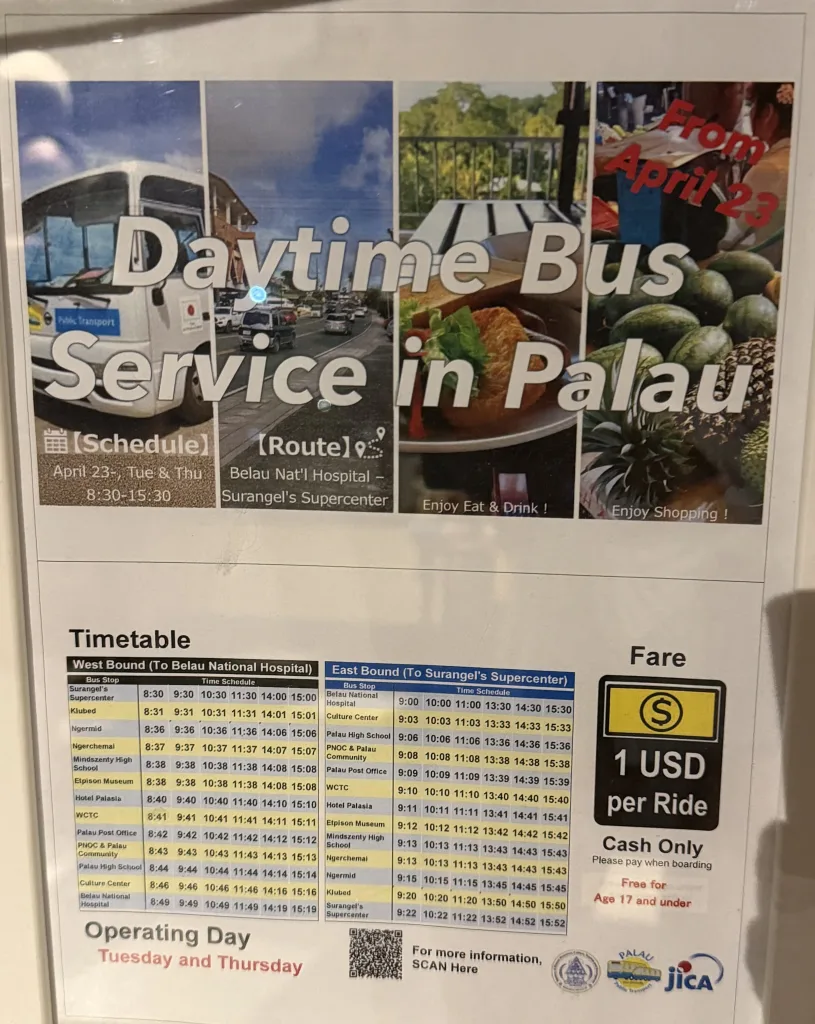 From
April 23
Daytime Bus
Service in Palau
Public Transport
【Schedule】
April 23-, Tue & Thu
8:30-15:30
【Route】
Belau Nat'l Hospital –
Surangel's Supercenter
Enjoy Eat & Drink !
Enjoy Shopping !
Timetable
West Bound (To Belau National Hospital)
Bus Stop Time Schedule
Surangel's Supercenter 8:30 9:30 10:30 11:30 14:00 15:00
Klubed 8:31 9:31 10:31 11:31 14:01 15:01
Ngermid 8:36 9:36 10:36 11:36 14:06 15:06
Ngerchemai 8:37 9:37 10:37 11:37 14:07 15:07
Mindszenty High School 8:38 9:38 10:38 11:38 14:08 15:08
Elpison Museum 8:38 9:38 10:38 11:38 14:08 15:08
Hotel Palasia 8:40 9:40 10:40 11:40 14:10 15:10
WCTC 8:41 9:41 10:41 11:41 14:11 15:11
Palau Post Office 8:42 9:42 10:42 11:42 14:12 15:12
PNOC & Palau Community 8:43 9:43 10:43 11:43 14:13 15:13
Palau High School 8:44 9:44 10:44 11:44 14:14 15:14
Culture Center 8:46 9:46 10:46 11:46 14:16 15:16
Belau National Hospital 8:49 9:49 10:49 11:49 14:19 15:19
East Bound (To Surangel's Supercenter)
Bus Stop Time Schedule
Belau National Hospital 9:00 10:00 11:00 13:30 14:30 15:30
Culture Center 9:03 10:03 11:03 13:33 14:33 15:33
Palau High School 9:06 10:06 11:06 13:36 14:36 15:36
PNOC & Palau Community 9:08 10:08 11:08 13:38 14:38 15:38
Palau Post Office 9:09 10:09 11:09 13:39 14:39 15:39
WCTC 9:10 10:10 11:10 13:40 14:40 15:40
Hotel Palasia 9:11 10:11 11:11 13:41 14:41 15:41
Elpison Museum 9:12 10:12 11:12 13:42 14:42 15:42
Mindszenty High School 9:13 10:13 11:13 13:43 14:43 15:43
Ngerchemai 9:13 10:13 11:13 13:43 14:43 15:43
Ngermid 9:15 10:15 11:15 13:45 14:45 15:45
Klubed 9:20 10:20 11:20 13:50 14:50 15:50
Surangel's Supercenter 9:22 10:22 11:22 13:52 14:52 15:52
Fare
S
1 USD
per Ride
Cash Only
Please pay when boarding
Free for
Age 17 and under
Operating Day
Tuesday and Thursday
For more information,
SCAN Here
PALAU
Public Transport
JICA